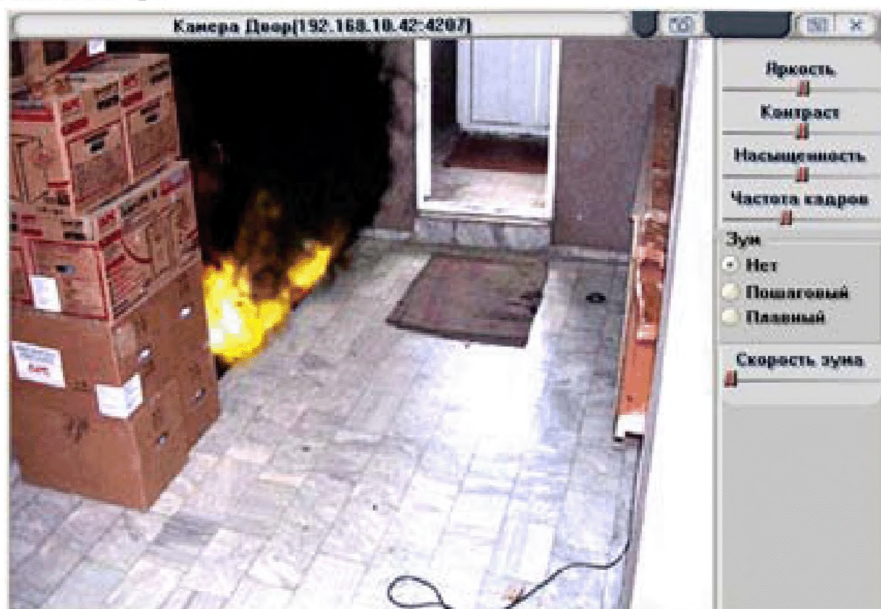 Камера Двор(192.168.10.42:4207)
Яркость
Контраст
Насыщенность
Частота кадров
Зум
Нет
Пошаговый
Плавный
Скорость зума